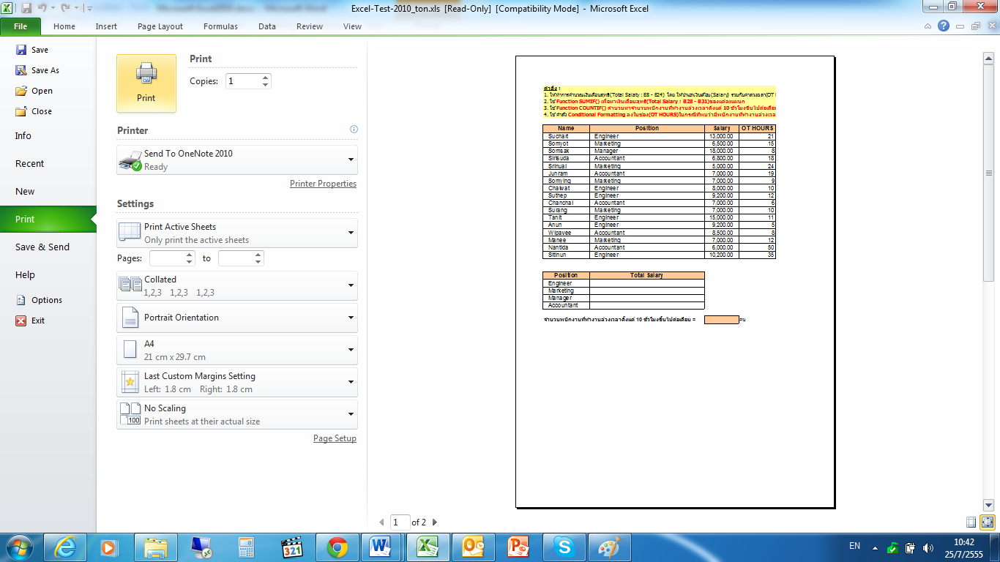 Excel-Test-2010_ton.xls [Read-Only] [Compatibility Mode] - Microsoft Excel
File Home Insert Page Layout Formulas Data Review View
Save
Save As
Open
Close
Info
Recent
New
Print
Save & Send
Help
Options
Exit
Print
Print
Copies: 1
Printer
Send To OneNote 2010
Ready
Printer Properties
Settings
Print Active Sheets
Only print the active sheets
Pages: to
Collated
1,2,3 1,2,3 1,2,3
Portrait Orientation
A4
21 cm x 29.7 cm
Last Custom Margins Setting
Left: 1.8 cm Right: 1.8 cm
No Scaling
100
Print sheets at their actual size
Page Setup
คำสั่ง :
1. ให้ทำการคำนวณเงินเดือนสุทธิ(Total Salaty : E8 - E24) โดย ให้นำเอาเงินเดือน(Salary) รวมกับค่าล่วงเวลา(OT
2. ใช้ Function SUMIF() เพื่อหาเงินเดือนสุทธิ(Total Salary : B28 - B31)ของแต่ละแผนก
3. ใช้ Function COUNTIF() คำนวนหาจำนวนพนักงานที่ทำงานล่วงเวลาตั้งแต่ 10 ชั่วโมงขึ้นไปต่อเดือน
4. ใช้ คำสั่ง Conditional Formatting ลงในช่อง(OT HOURS)ในกรณีที่พบว่ามีพนักงานที่ทำงานล่วงเวลา
Name Position Salary OT HOURS
Suchart Engineer 13,000.00 21
Somyot Marketing 6,500.00 15
Somsak Manager 18,000.00 8
Sirisuda Accountant 6,800.00 18
Srinual Marketing 5,000.00 24
Junram Accountant 7,000.00 19
Somying Marketing 7,000.00 9
Chaiwat Engineer 8,000.00 10
Suthep Engineer 9,200.00 12
Chanchai Accountant 7,000.00 6
Surang Marketing 7,000.00 10
Tanit Engineer 15,000.00 11
Anun Engineer 9,200.00 5
Wipavee Accountant 8,500.00 8
Manee Marketing 7,000.00 12
Nantida Accountant 6,000.00 50
Sitinun Engineer 10,200.00 35
Position Total Salary
Engineer
Marketing
Manager
Accountant
จำนวนพนักงานที่ทำงานล่วงเวลาตั้งแต่ 10 ชั่วโมงขึ้นไปต่อเดือน = คน
1 of 2
321
EN
10:42
25/7/2555